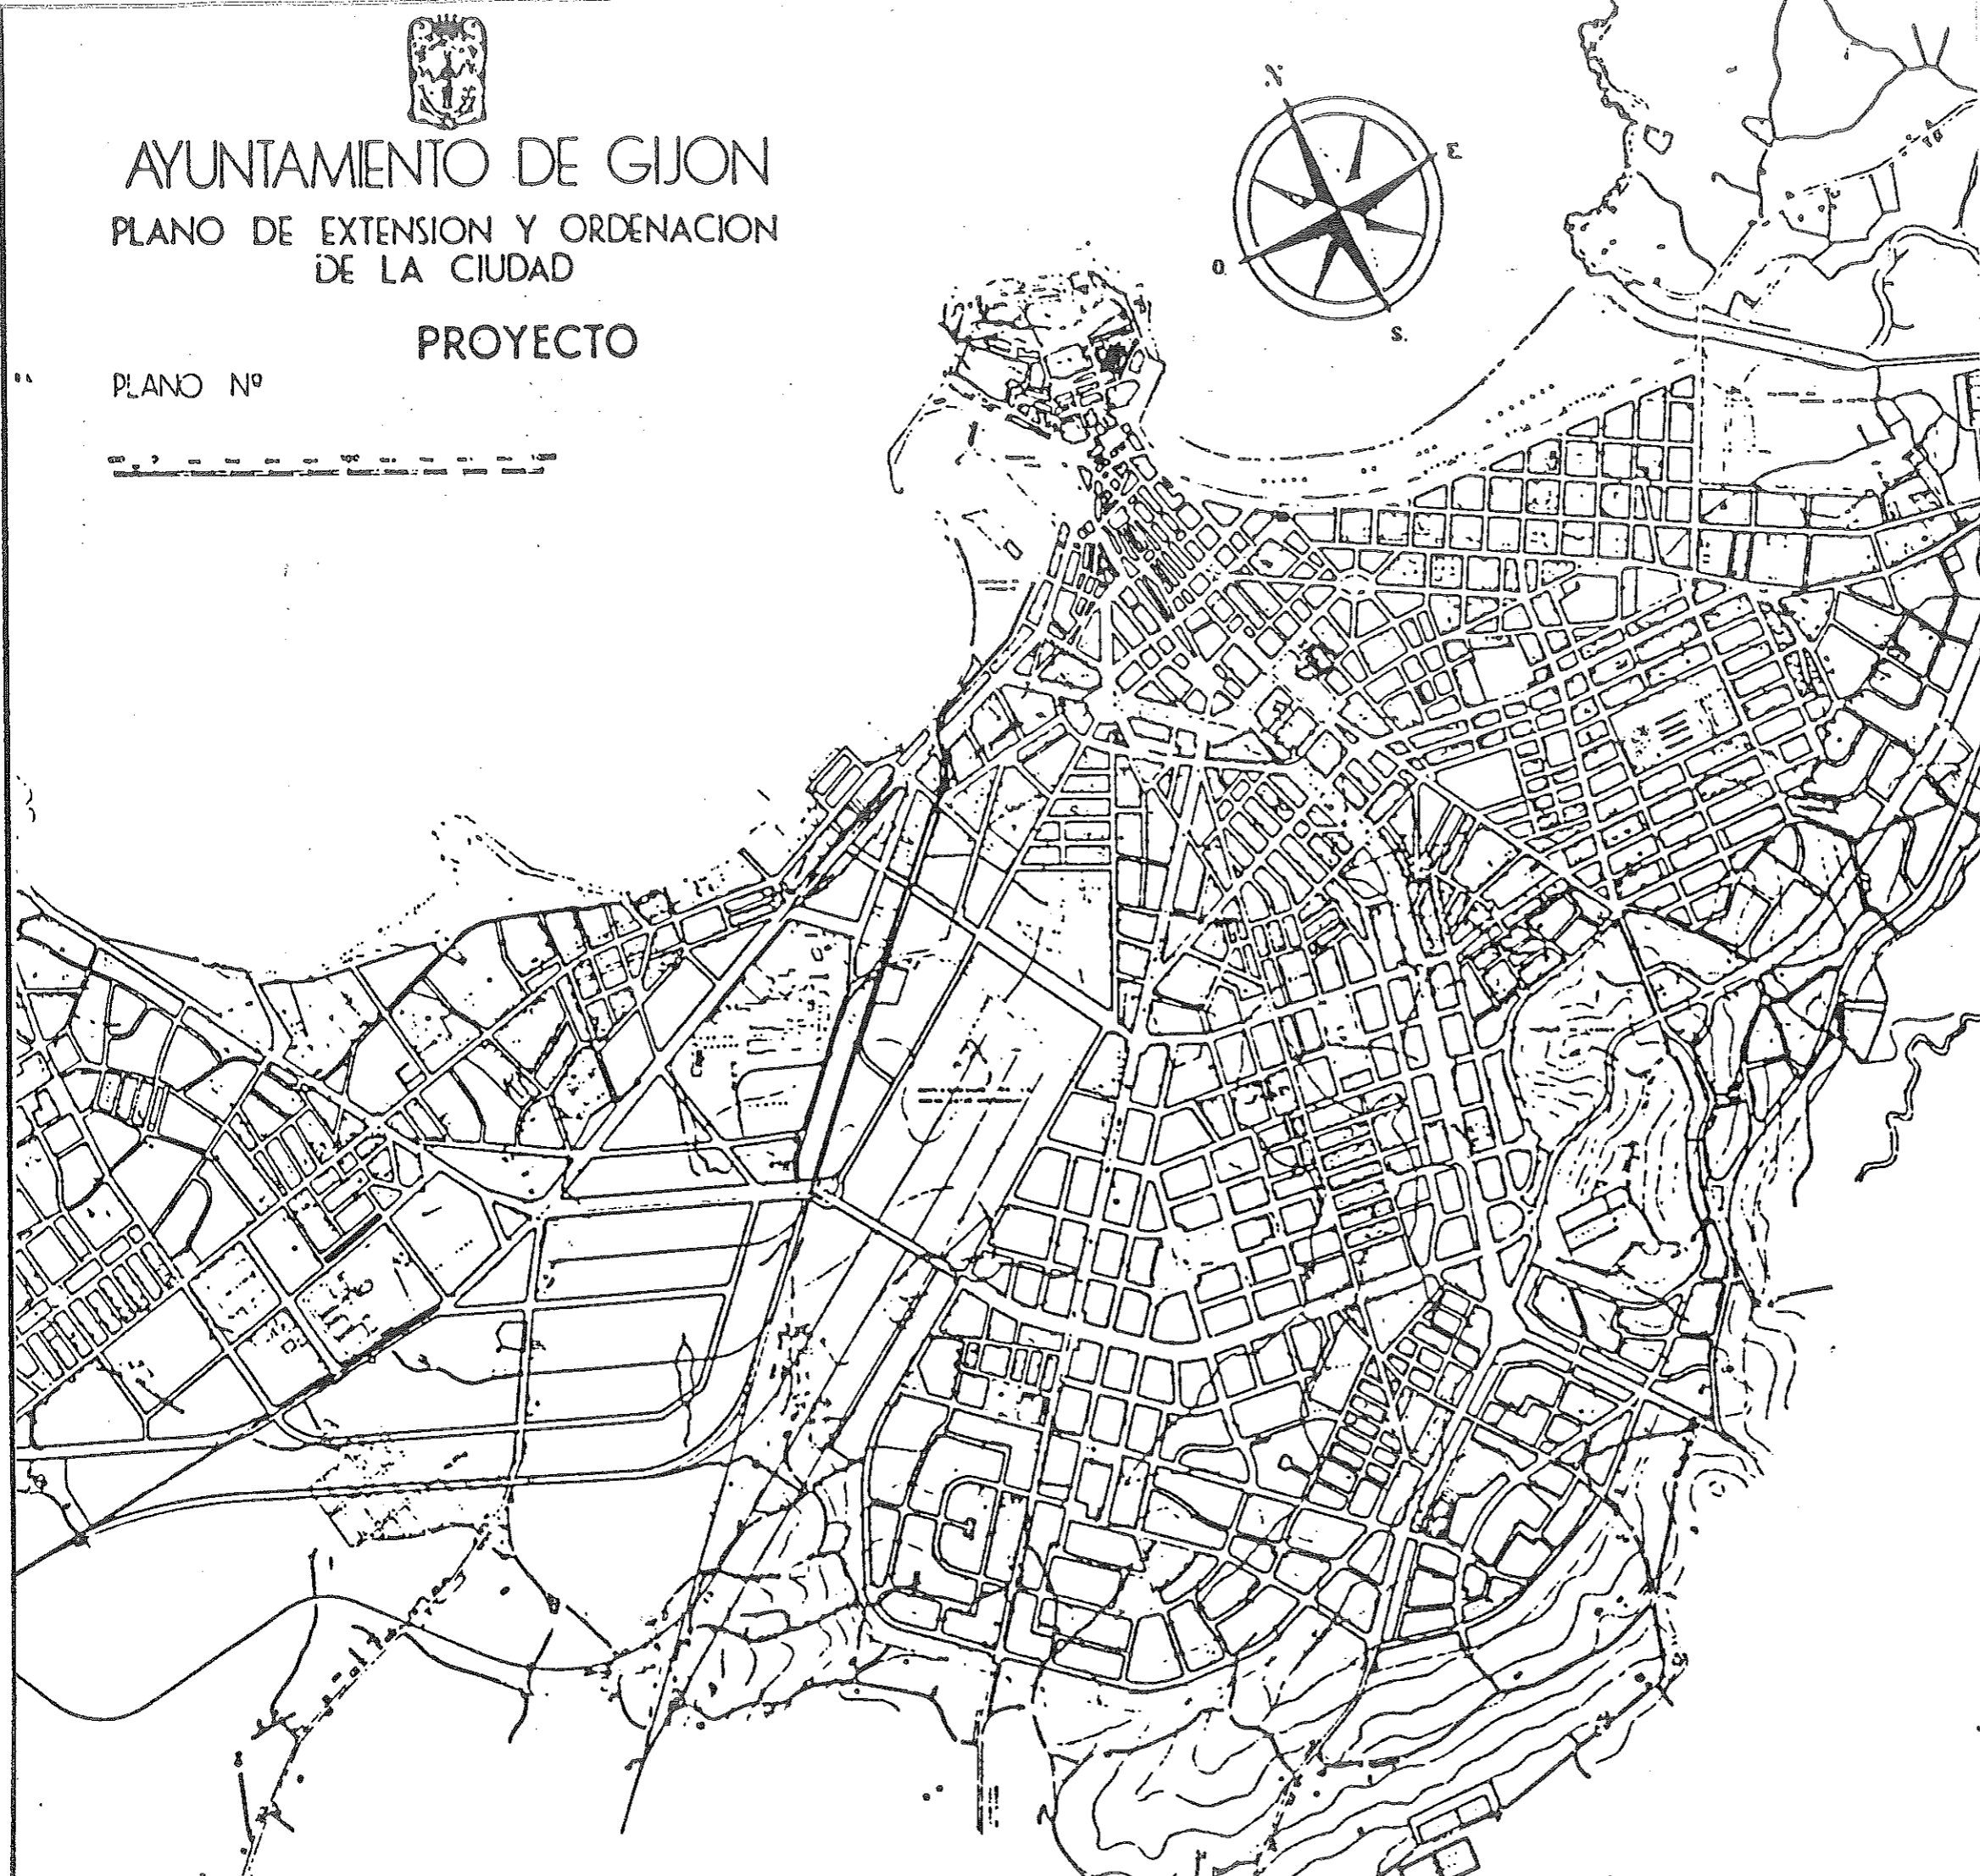 AYUNTAMIENTO DE GIJON
PLANO DE EXTENSION Y ORDENACION
DE LA CIUDAD
PROYECTO
PLANO Nº
N
E
O
S.